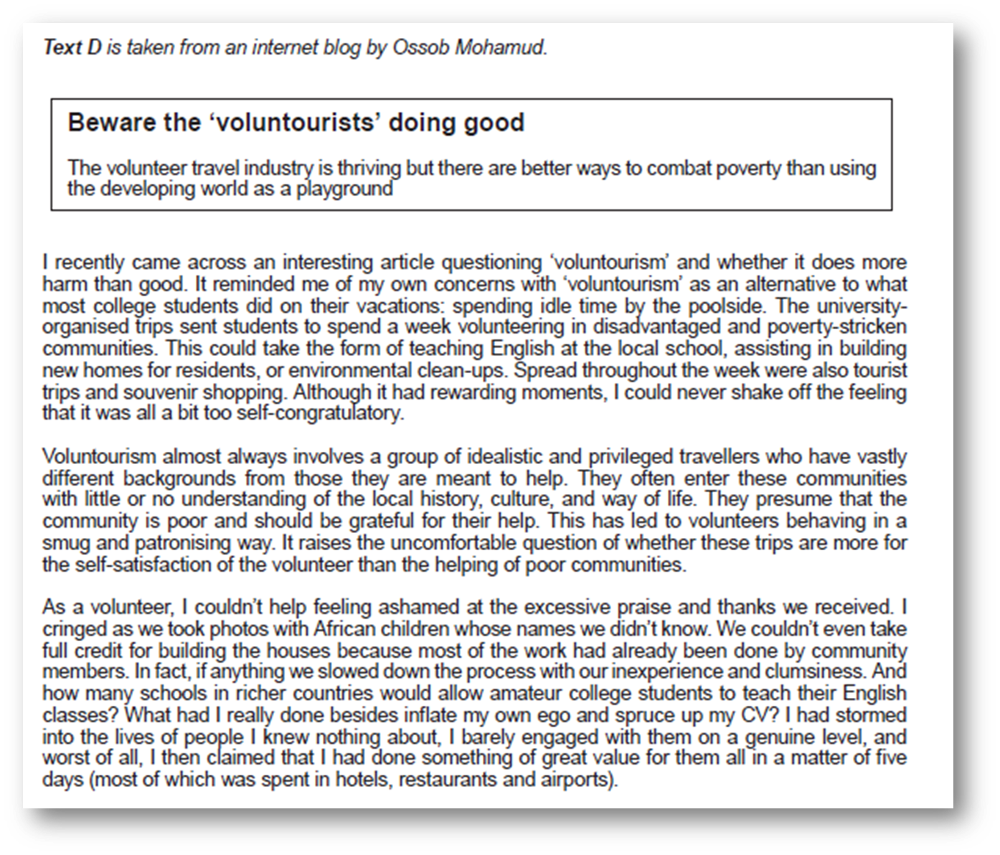 Text D is taken from an internet blog by Ossob Mohamud.
Beware the ‘voluntourists’ doing good
The volunteer travel industry is thriving but there are better ways to combat poverty than using
the developing world as a playground
I recently came across an interesting article questioning ‘voluntourism’ and whether it does more
harm than good. It reminded me of my own concerns with ‘voluntourism’ as an alternative to what
most college students did on their vacations: spending idle time by the poolside. The university-
organised trips sent students to spend a week volunteering in disadvantaged and poverty-stricken
communities. This could take the form of teaching English at the local school, assisting in building
new homes for residents, or environmental clean-ups. Spread throughout the week were also tourist
trips and souvenir shopping. Although it had rewarding moments, I could never shake off the feeling
that it was all a bit too self-congratulatory.
Voluntourism almost always involves a group of idealistic and privileged travellers who have vastly
different backgrounds from those they are meant to help. They often enter these communities
with little or no understanding of the local history, culture, and way of life. They presume that the
community is poor and should be grateful for their help. This has led to volunteers behaving in a
smug and patronising way. It raises the uncomfortable question of whether these trips are more for
the self-satisfaction of the volunteer than the helping of poor communities.
As a volunteer, I couldn’t help feeling ashamed at the excessive praise and thanks we received. I
cringed as we took photos with African children whose names we didn’t know. We couldn’t even take
full credit for building the houses because most of the work had already been done by community
members. In fact, if anything we slowed down the process with our inexperience and clumsiness. And
how many schools in richer countries would allow amateur college students to teach their English
classes? What had I really done besides inflate my own ego and spruce up my CV? I had stormed
into the lives of people I knew nothing about, I barely engaged with them on a genuine level, and
worst of all, I then claimed that I had done something of great value for them all in a matter of five
days (most of which was spent in hotels, restaurants and airports).